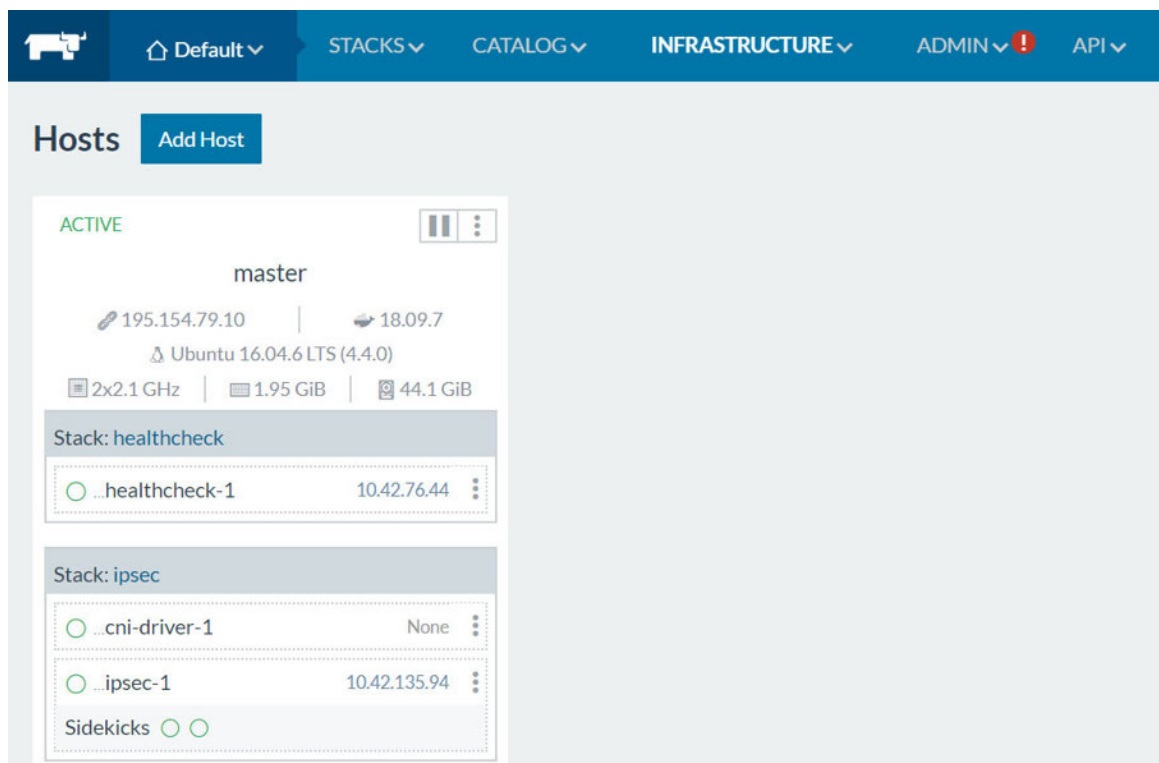 Default STACKS CATALOG INFRASTRUCTURE ADMIN ! API
Hosts Add Host
ACTIVE
master
195.154.79.10 18.09.7
Ubuntu 16.04.6 LTS (4.4.0)
2x2.1 GHz 1.95 GiB 44.1 GiB
Stack: healthcheck
...healthcheck-1 10.42.76.44
Stack: ipsec
...cni-driver-1 None
...ipsec-1 10.42.135.94
Sidekicks